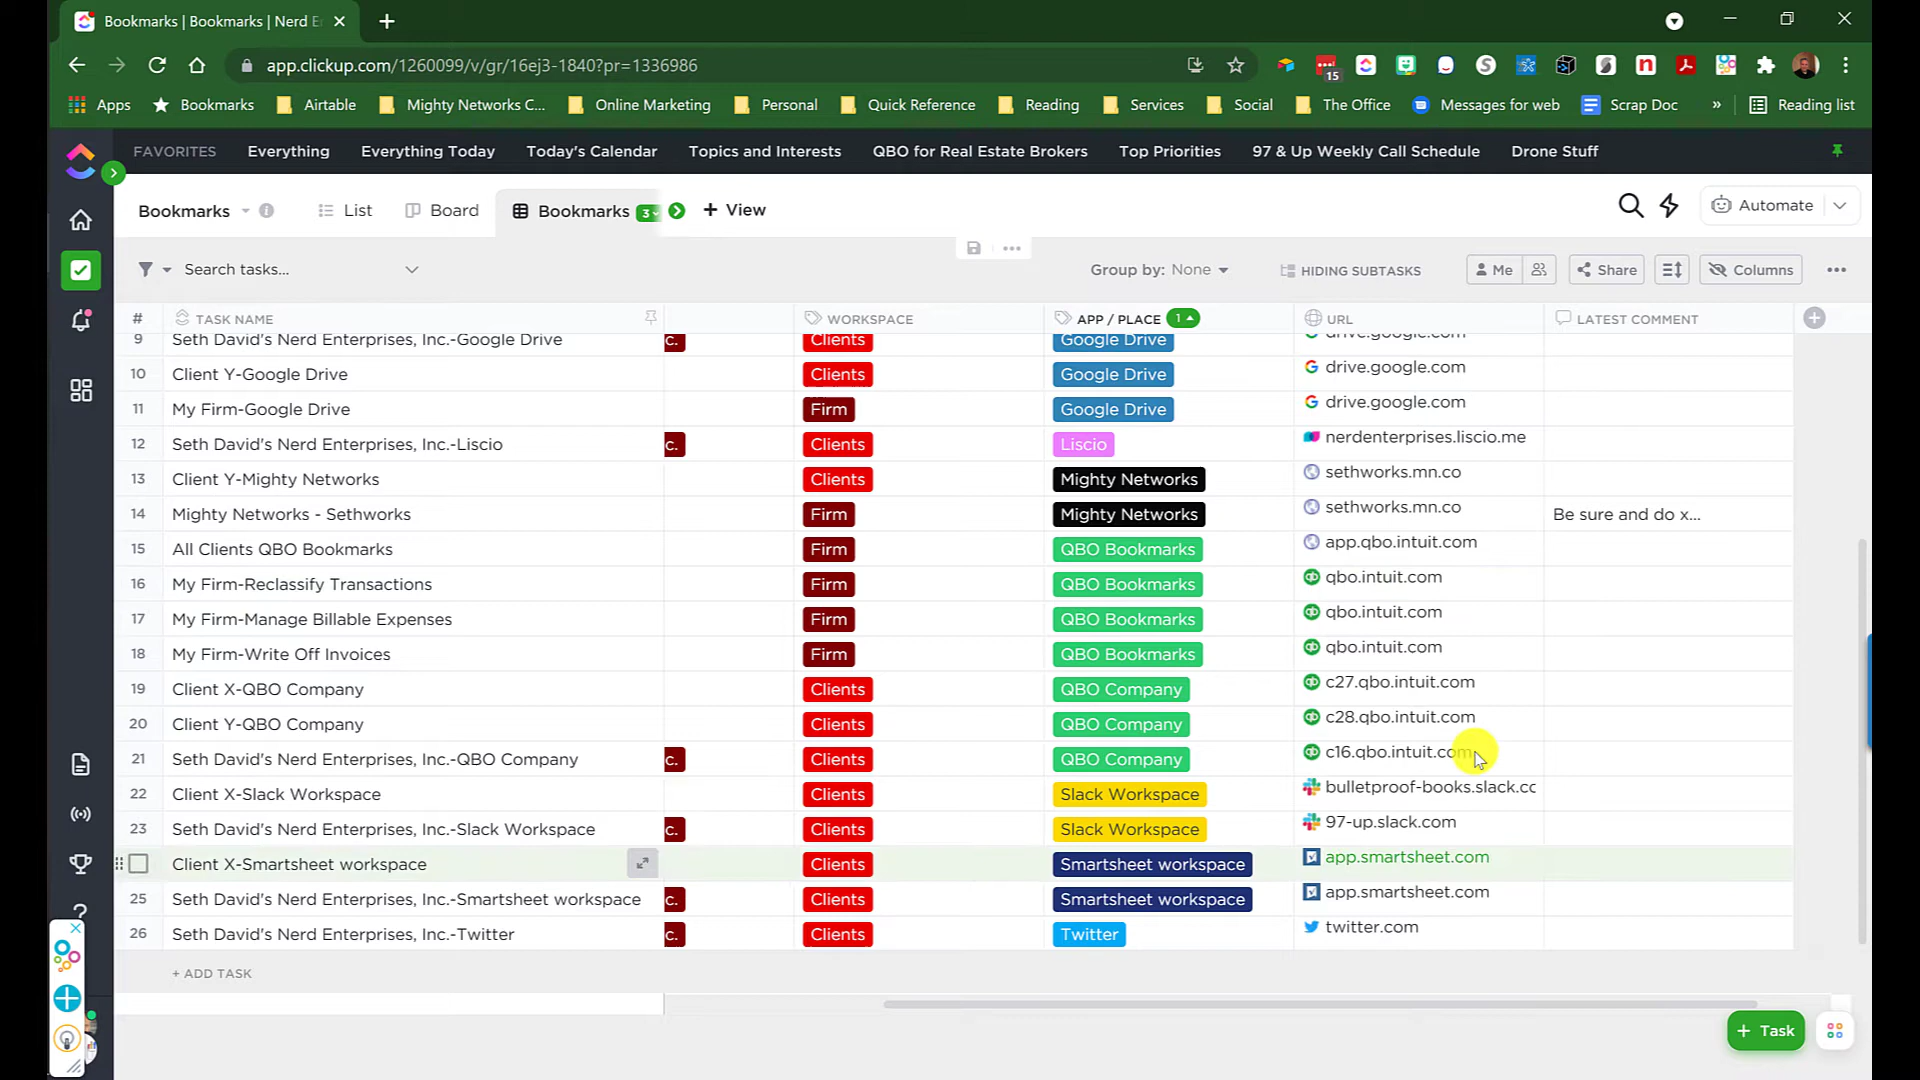 Bookmarks | Bookmarks | Nerd E
app.clickup.com/1260099/v/gr/16ej3-1840?pr=1336986
15
Apps Bookmarks Airtable Mighty Networks C... Online Marketing Personal Quick Reference Reading Services Social The Office Messages for web Scrap Doc » Reading list
FAVORITES Everything Everything Today Today's Calendar Topics and Interests QBO for Real Estate Brokers Top Priorities 97 & Up Weekly Call Schedule Drone Stuff
Bookmarks List Board Bookmarks 3 + View Automate
Search tasks... Group by: None HIDING SUBTASKS Me Share Columns
# TASK NAME WORKSPACE APP / PLACE 1 URL LATEST COMMENT
9 Seth David's Nerd Enterprises, Inc.-Google Drive c. Clients Google Drive drive.google.com
10 Client Y-Google Drive Clients Google Drive drive.google.com
11 My Firm-Google Drive Firm Google Drive drive.google.com
12 Seth David's Nerd Enterprises, Inc.-Liscio c. Clients Liscio nerdenterprises.liscio.me
13 Client Y-Mighty Networks Clients Mighty Networks sethworks.mn.co
14 Mighty Networks - Sethworks Firm Mighty Networks sethworks.mn.co Be sure and do x...
15 All Clients QBO Bookmarks Firm QBO Bookmarks app.qbo.intuit.com
16 My Firm-Reclassify Transactions Firm QBO Bookmarks qbo.intuit.com
17 My Firm-Manage Billable Expenses Firm QBO Bookmarks qbo.intuit.com
18 My Firm-Write Off Invoices Firm QBO Bookmarks qbo.intuit.com
19 Client X-QBO Company Clients QBO Company c27.qbo.intuit.com
20 Client Y-QBO Company Clients QBO Company c28.qbo.intuit.com
21 Seth David's Nerd Enterprises, Inc.-QBO Company c. Clients QBO Company c16.qbo.intuit.com
22 Client X-Slack Workspace Clients Slack Workspace bulletproof-books.slack.cc
23 Seth David's Nerd Enterprises, Inc.-Slack Workspace c. Clients Slack Workspace 97-up.slack.com
Client X-Smartsheet workspace Clients Smartsheet workspace app.smartsheet.com
25 Seth David's Nerd Enterprises, Inc.-Smartsheet workspace c. Clients Smartsheet workspace app.smartsheet.com
26 Seth David's Nerd Enterprises, Inc.-Twitter c. Clients Twitter twitter.com
+ ADD TASK
+ Task